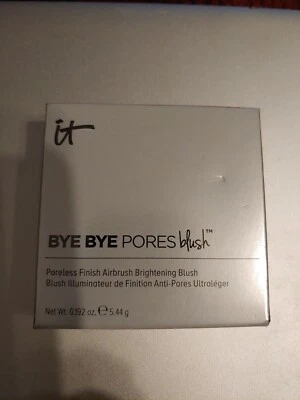 it
BYE BYE PORES blush™
Poreless Finish Airbrush Brightening Blush
Blush Illuminateur de Finition Anti-Pores Ultraléger
Net Wt. 0.192 oz. ℮ 5.44 g